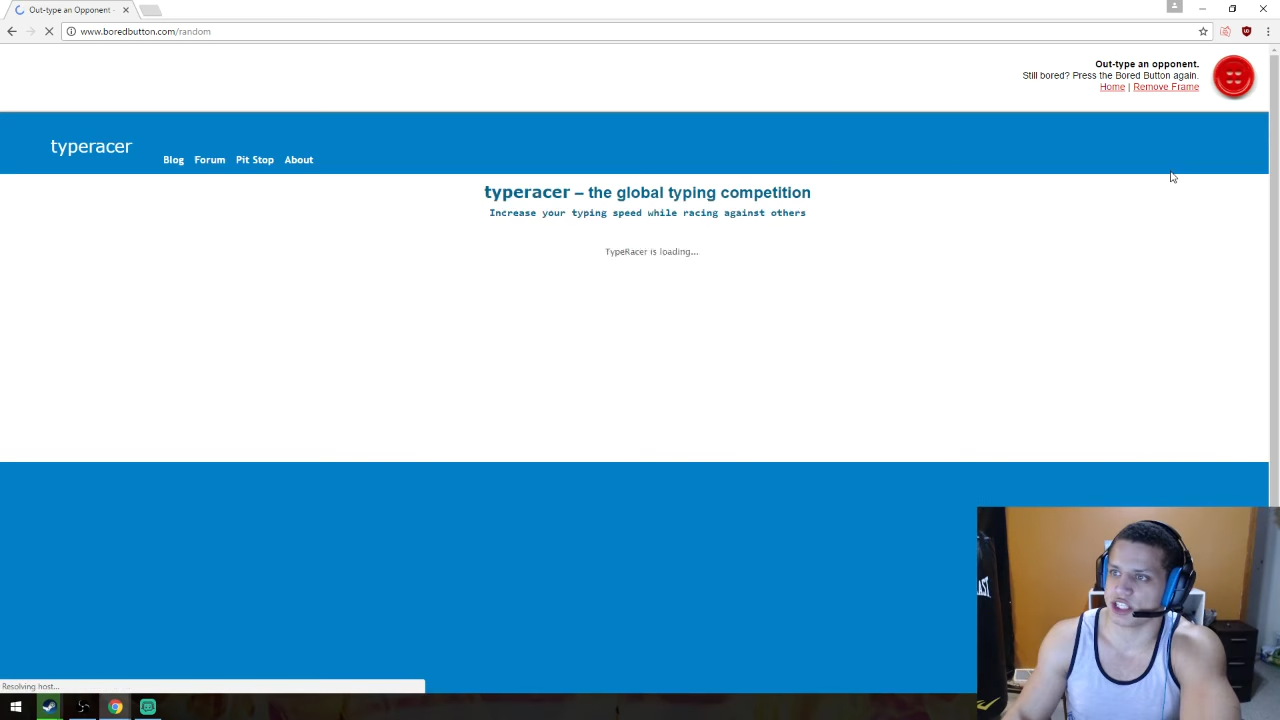 Out-type an Opponent -
www.boredbutton.com/random
Out-type an opponent.
Still bored? Press the Bored Button again.
Home | Remove Frame
typeracer
Blog Forum Pit Stop About
typeracer – the global typing competition
Increase your typing speed while racing against others
TypeRacer is loading...
Resolving host...